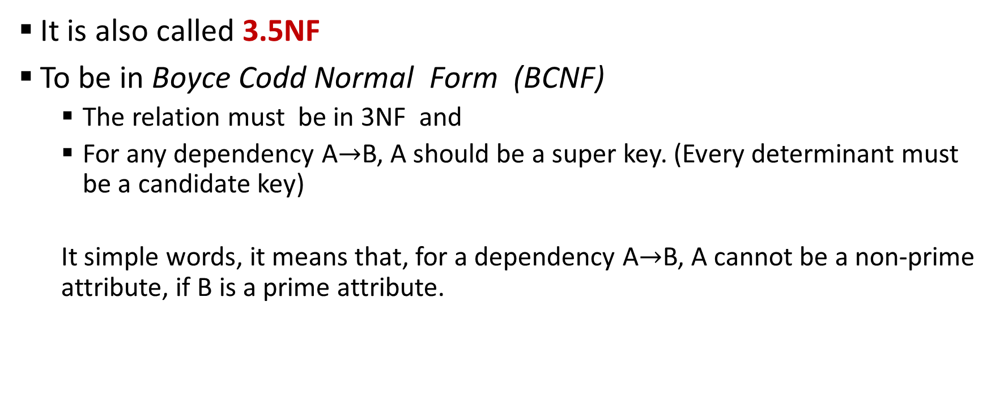 ▪ It is also called 3.5NF
▪ To be in Boyce Codd Normal Form (BCNF)
▪ The relation must be in 3NF and
▪ For any dependency A→B, A should be a super key. (Every determinant must
be a candidate key)
It simple words, it means that, for a dependency A→B, A cannot be a non-prime
attribute, if B is a prime attribute.